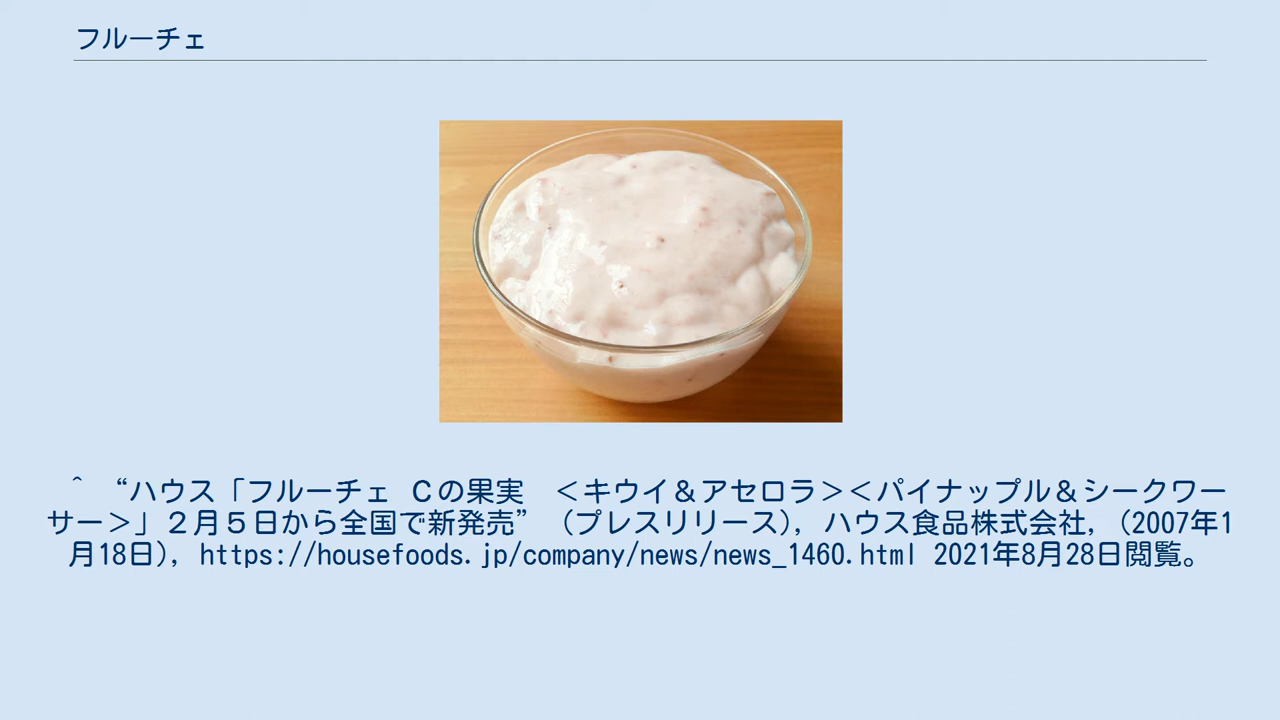 フルーチェ
^ “ハウス「フルーチェ Ｃの果実　＜キウイ＆アセロラ＞＜パイナップル＆シークワー
サー＞」２月５日から全国で新発売” （プレスリリース), ハウス食品株式会社, (2007年1
月18日), https://housefoods.jp/company/news/news_1460.html 2021年8月28日閲覧。